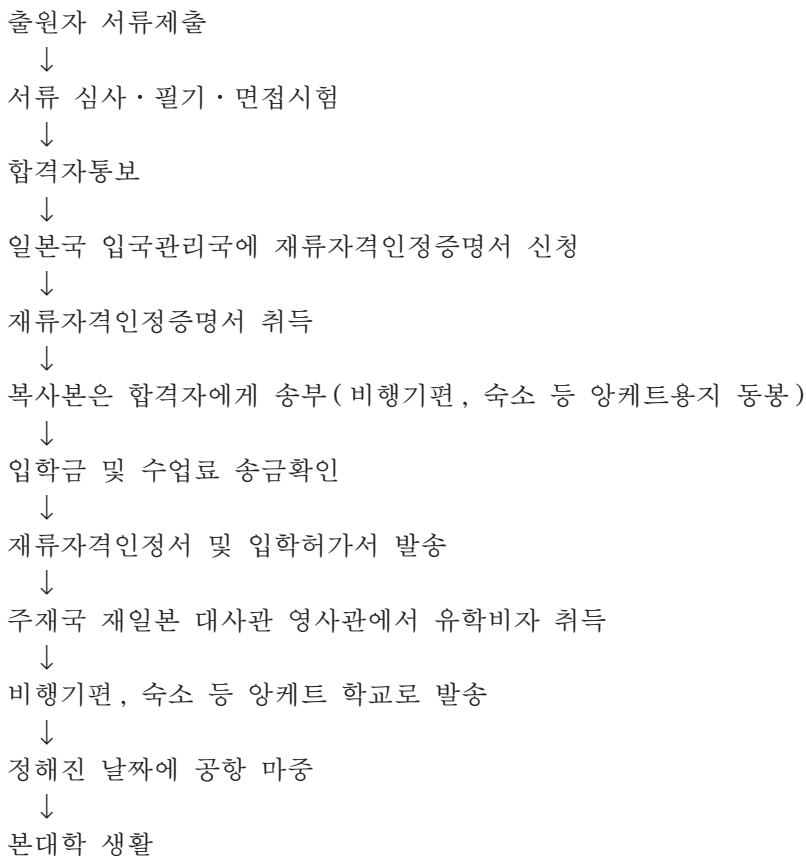 출원자 서류제출
↓
서류 심사・필기・면접시험
↓
합격자통보
↓
일본국 입국관리국에 재류자격인정증명서 신청
↓
재류자격인정증명서 취득
↓
복사본은 합격자에게 송부(비행기편, 숙소 등 앙케트용지 동봉)
↓
입학금 및 수업료 송금확인
↓
재류자격인정서 및 입학허가서 발송
↓
주재국 재일본 대사관 영사관에서 유학비자 취득
↓
비행기편, 숙소 등 앙케트 학교로 발송
↓
정해진 날짜에 공항 마중
↓
본대학 생활